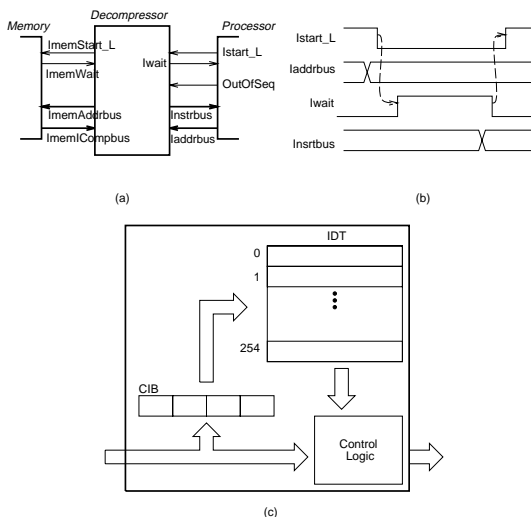 Memory
Decompressor
Processor
ImemStart_L
ImemWait
ImemAddrbus
ImemICompbus
Iwait
Istart_L
OutOfSeq
Instrbus
Iaddrbus
(a)
Istart_L
Iaddrbus
Iwait
Insrtbus
(b)
IDT
0
1
254
CIB
Control
Logic
(c)